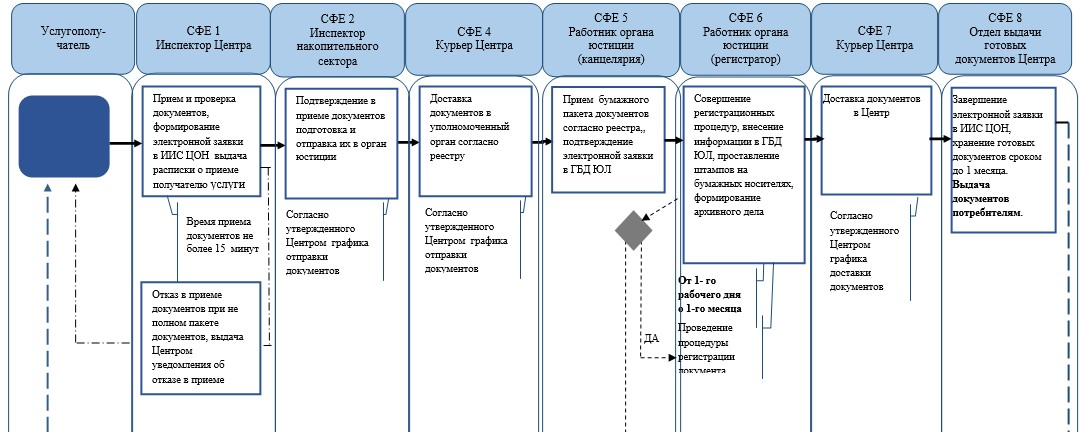 Услугополу-
чатель
СФЕ 1
Инспектор Центра
СФЕ 2
Инспектор
накопительного
сектора
СФЕ 4
Курьер Центра
СФЕ 5
Работник органа
юстиции
(канцелярия)
СФЕ 6
Работник органа
юстиции
(регистратор)
СФЕ 7
Курьер Центра
СФЕ 8
Отдел выдачи
готовых
документов Центра
Прием и проверка
документов,
формирование
электронной заявки
в ИИС ЦОН выдача
расписки о приеме
получателю услуги
Время приема
документов не
более 15 минут
Отказ в приеме
документов при не
полном пакете
документов, выдача
Центром
уведомления об
отказе в приеме
Подтверждение в
приеме документов
подготовка и
отправка их в орган
юстиции
Согласно
утвержденного
Центром графика
отправки
документов
Доставка
документов в
уполномоченный
орган согласно
реестру
Согласно
утвержденного
Центром графика
отправки
документов
Прием бумажного
пакета документов
согласно реестра,,
подтверждение
электронной заявки
в ГБД ЮЛ
ДА
Совершение
регистрационных
процедур, внесение
информации в ГБД
ЮЛ, проставление
штампов на
бумажных носителях,
формирование
архивного дела
От 1- го
рабочего дня
о 1-го месяца
Проведение
процедуры
регистрации
документа
Доставка документов
в Центр
Согласно
утвержденного
Центром
графика
доставки
документов
Завершение
электронной заявки
в ИИС ЦОН,
хранение готовых
документов сроком
до 1 месяца.
Выдача
документов
потребителям.